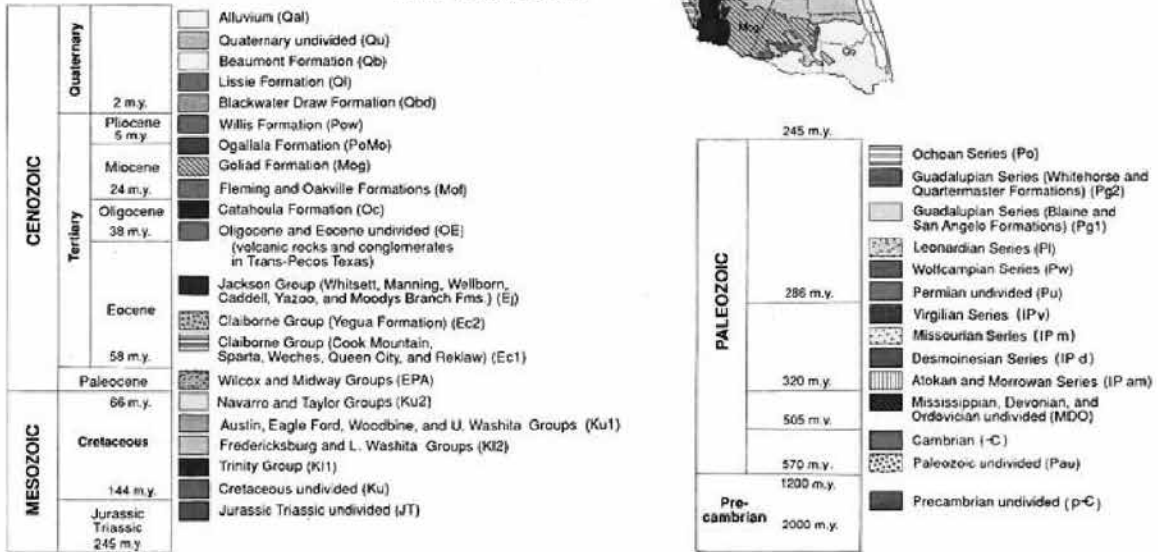 CENOZOIC
Quaternary
2 m.y.
Tertiary
Pliocene
5 m.y.
Miocene
24 m.y.
Oligocene
38 m.y.
Eocene
58 m.y.
Paleocene
MESOZOIC
66 m.y.
Cretaceous
144 m.y.
Jurassic
Triassic
245 m.y.
Alluvium (Qal)
Quaternary undivided (Qu)
Beaumont Formation (Qb)
Lissie Formation (Ql)
Blackwater Draw Formation (Qbd)
Willis Formation (Pow)
Ogallala Formation (PoMo)
Goliad Formation (Mog)
Fleming and Oakville Formations (Mof)
Catahoula Formation (Oc)
Oligocene and Eocene undivided (OE)
(volcanic rocks and conglomerates
in Trans-Pecos Texas)
Jackson Group (Whitsett, Manning, Wellborn,
Caddell, Yazoo, and Moodys Branch Fms.) (Ej)
Claiborne Group (Yegua Formation) (Ec2)
Claiborne Group (Cook Mountain,
Sparta, Weches, Queen City, and Reklaw) (Ec1)
Wilcox and Midway Groups (EPA)
Navarro and Taylor Groups (Ku2)
Austin, Eagle Ford, Woodbine, and U. Washita Groups (Ku1)
Fredericksburg and L. Washita Groups (Kl2)
Trinity Group (Kl1)
Cretaceous undivided (Ku)
Jurassic Triassic undivided (JT)
Mog
Qb
245 m.y.
PALEOZOIC
286 m.y.
320 m.y.
505 m.y.
570 m.y.
1200 m.y.
Pre-
cambrian
2000 m.y.
Ochoan Series (Po)
Guadalupian Series (Whitehorse and
Quartermaster Formations) (Pg2)
Guadalupian Series (Blaine and
San Angelo Formations) (Pg1)
Leonardian Series (Pl)
Wolfcampian Series (Pw)
Permian undivided (Pu)
Virgilian Series (IPv)
Missourian Series (IP m)
Desmoinesian Series (IP d)
Atokan and Morrowan Series (IP am)
Mississippian, Devonian, and
Ordovician undivided (MDO)
Cambrian (-C)
Paleozoic undivided (Pau)
Precambrian undivided (p-C)